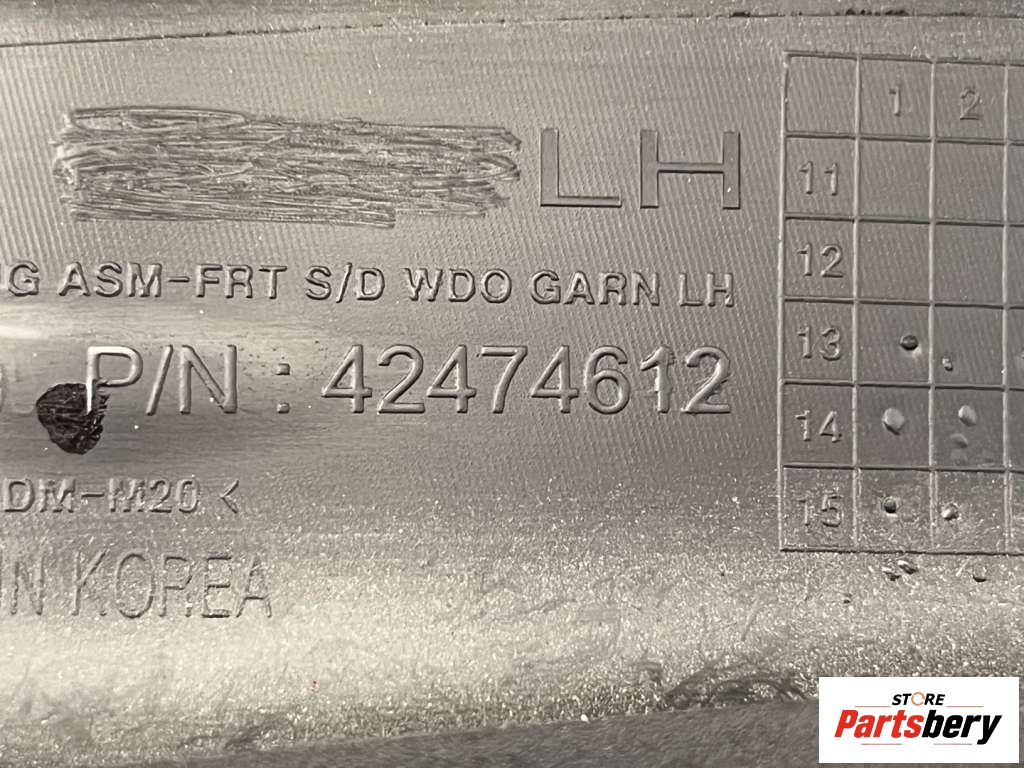 LH
G ASM-FRT S/D WDO GARN LH
P/N : 42474612
DM-M20 <
IN KOREA
1 2
11
12
13
14
15
STORE
Partsbery